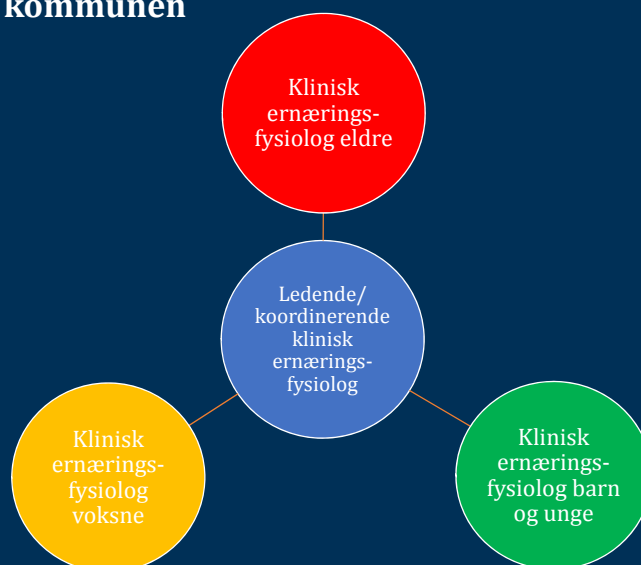 kommunen
Klinisk
ernærings-
fysiolog eldre
Ledende/
koordinerende
klinisk
ernærings-
fysiolog
Klinisk
ernærings-
fysiolog
voksne
Klinisk
ernærings-
fysiolog barn
og unge